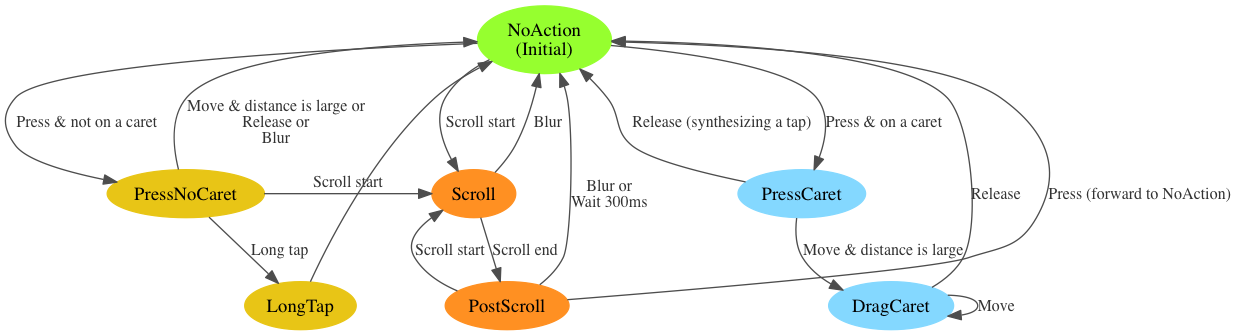 NoAction
(Initial)
Press & not on a caret
Move & distance is large or
Release or
Blur
Scroll start
Blur
Release (synthesizing a tap)
Press & on a caret
Scroll start
Blur or
Wait 300ms
PressNoCaret
Scroll
PressCaret
Release
Press (forward to NoAction)
Long tap
Scroll start
Scroll end
Move & distance is large
LongTap
PostScroll
DragCaret
Move